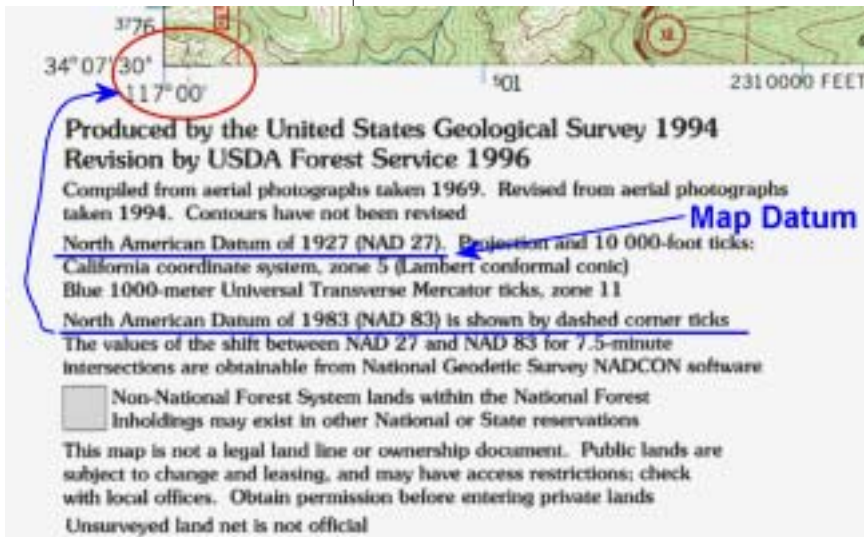 3776
34° 07' 30"
117° 00'
501
2310000 FEET
Produced by the United States Geological Survey 1994
Revision by USDA Forest Service 1996
Compiled from aerial photographs taken 1969. Revised from aerial photographs
taken 1994. Contours have not been revised
Map Datum
North American Datum of 1927 (NAD 27). Projection and 10 000-foot ticks:
California coordinate system, zone 5 (Lambert conformal conic)
Blue 1000-meter Universal Transverse Mercator ticks, zone 11
North American Datum of 1983 (NAD 83) is shown by dashed corner ticks
The values of the shift between NAD 27 and NAD 83 for 7.5-minute
intersections are obtainable from National Geodetic Survey NADCON software
Non-National Forest System lands within the National Forest
Inholdings may exist in other National or State reservations
This map is not a legal land line or ownership document. Public lands are
subject to change and leasing, and may have access restrictions; check
with local offices. Obtain permission before entering private lands
Unsurveyed land net is not official